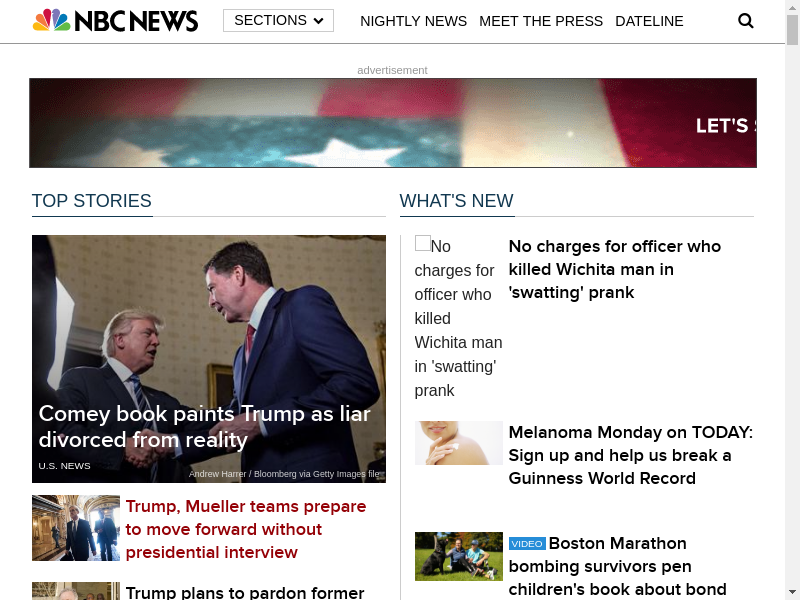 NBC NEWS
SECTIONS
NIGHTLY NEWS
MEET THE PRESS
DATELINE
advertisement
LET'S
TOP STORIES
Comey book paints Trump as liar
divorced from reality
U.S. NEWS
Andrew Harrer / Bloomberg via Getty Images file
Trump, Mueller teams prepare
to move forward without
presidential interview
Trump plans to pardon former
WHAT'S NEW
No
charges for
officer who
killed
Wichita man
in 'swatting'
prank
No charges for officer who
killed Wichita man in
'swatting' prank
Melanoma Monday on TODAY:
Sign up and help us break a
Guinness World Record
VIDEO Boston Marathon
bombing survivors pen
children's book about bond